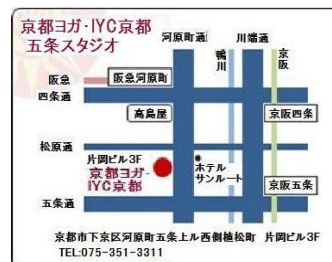 京都ヨガ･IYC京都
五条スタジオ
河原町通
川端通
鴨川
京阪
阪急
阪急河原町
四条通
高島屋
京阪四条
松原通
片岡ビル3F
京都ヨガ-
IYC京都
ホテル
サンルート
京阪五条
五条通
京都市下京区河原町五条上ル西側植松町 片岡ビル3F
TEL:075-351-3311